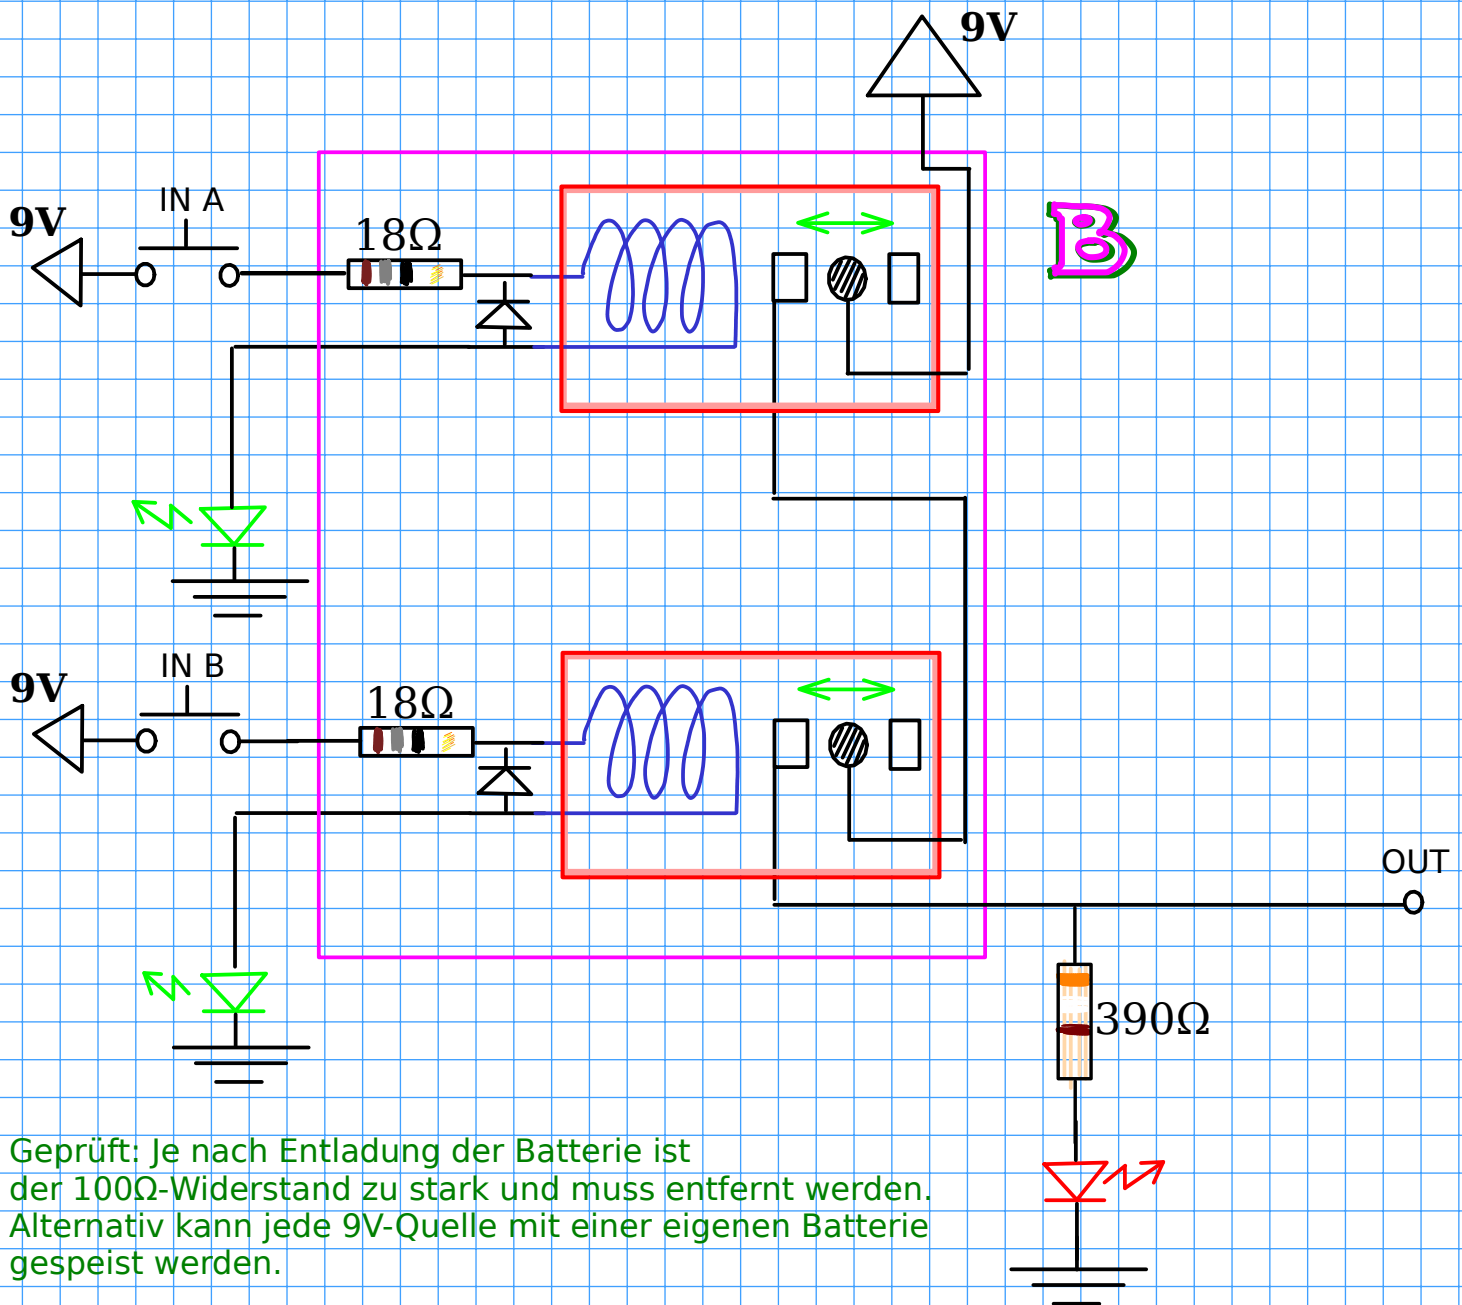 9V
IN A
9V
18Ω
B
IN B
9V
18Ω
OUT
390Ω
Geprüft: Je nach Entladung der Batterie ist
der 100Ω-Widerstand zu stark und muss entfernt werden.
Alternativ kann jede 9V-Quelle mit einer eigenen Batterie
gespeist werden.